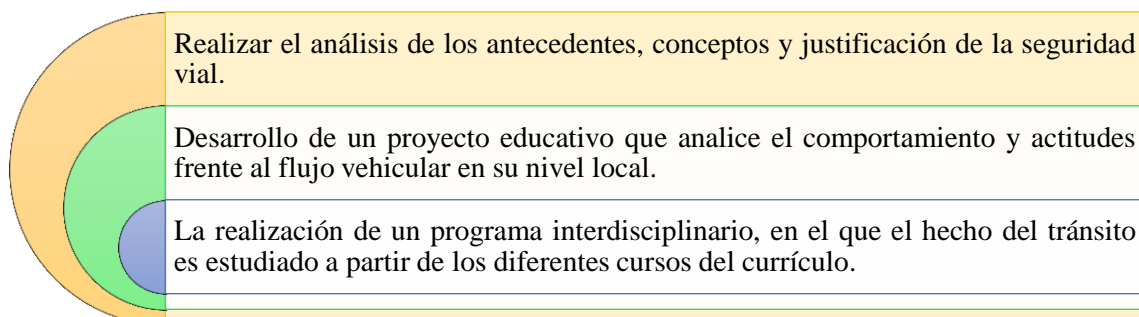 Realizar el análisis de los antecedentes, conceptos y justificación de la seguridad
vial.
Desarrollo de un proyecto educativo que analice el comportamiento y actitudes
frente al flujo vehicular en su nivel local.
La realización de un programa interdisciplinario, en el que el hecho del tránsito
es estudiado a partir de los diferentes cursos del currículo.